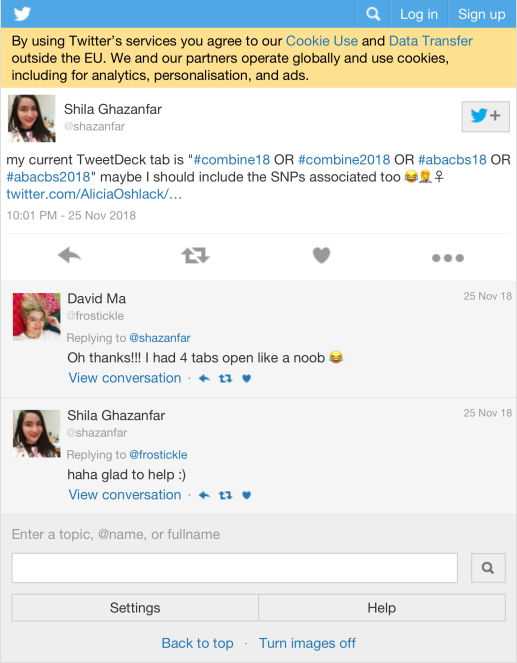 Log in
Sign up
By using Twitter's services you agree to our Cookie Use and Data Transfer
outside the EU. We and our partners operate globally and use cookies,
including for analytics, personalisation, and ads.
Shila Ghazanfar
@shazanfar
my current TweetDeck tab is "#combine18 OR #combine2018 OR #abacbs18 OR
#abacbs2018" maybe I should include the SNPs associated too 😂🤦♀
twitter.com/AliciaOshlack/…
10:01 PM - 25 Nov 2018
David Ma
25 Nov 18
@frostickle
Replying to @shazanfar
Oh thanks!!! I had 4 tabs open like a noob 😂
View conversation ·
Shila Ghazanfar
25 Nov 18
@shazanfar
Replying to @frostickle
haha glad to help :)
View conversation ·
Enter a topic, @name, or fullname
Settings
Help
Back to top · Turn images off